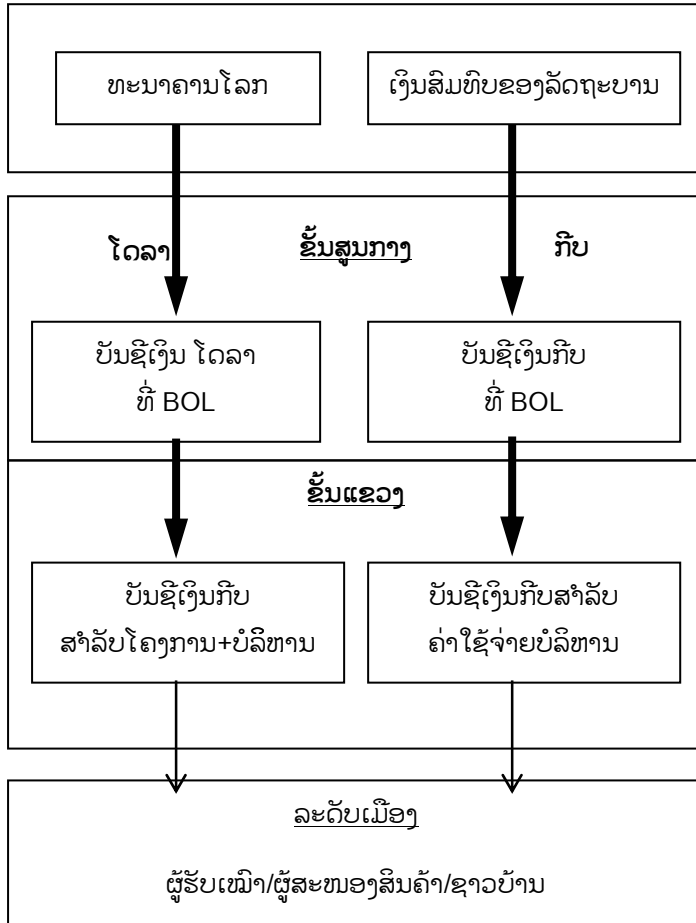 ທະນາຄານໂລກ
ເງິນສົມທົບຂອງລັດຖະບານ
ໂດລາ
ຂັ້ນສູນກາງ
ກີບ
ບັນຊີເງິນ ໂດລາ
ທີ່ BOL
ບັນຊີເງິນກີບ
ທີ່ BOL
ຂັ້ນແຂວງ
ບັນຊີເງິນກີບ
ສຳລັບໂຄງການ+ບໍລິຫານ
ບັນຊີເງິນກີບສຳລັບ
ຄ່າໃຊ້ຈ່າຍບໍລິຫານ
ລະດັບເມືອງ
ຜູ້ຮັບເໝົາ/ຜູ້ສະໜອງສິນຄ້າ/ຊາວບ້ານ